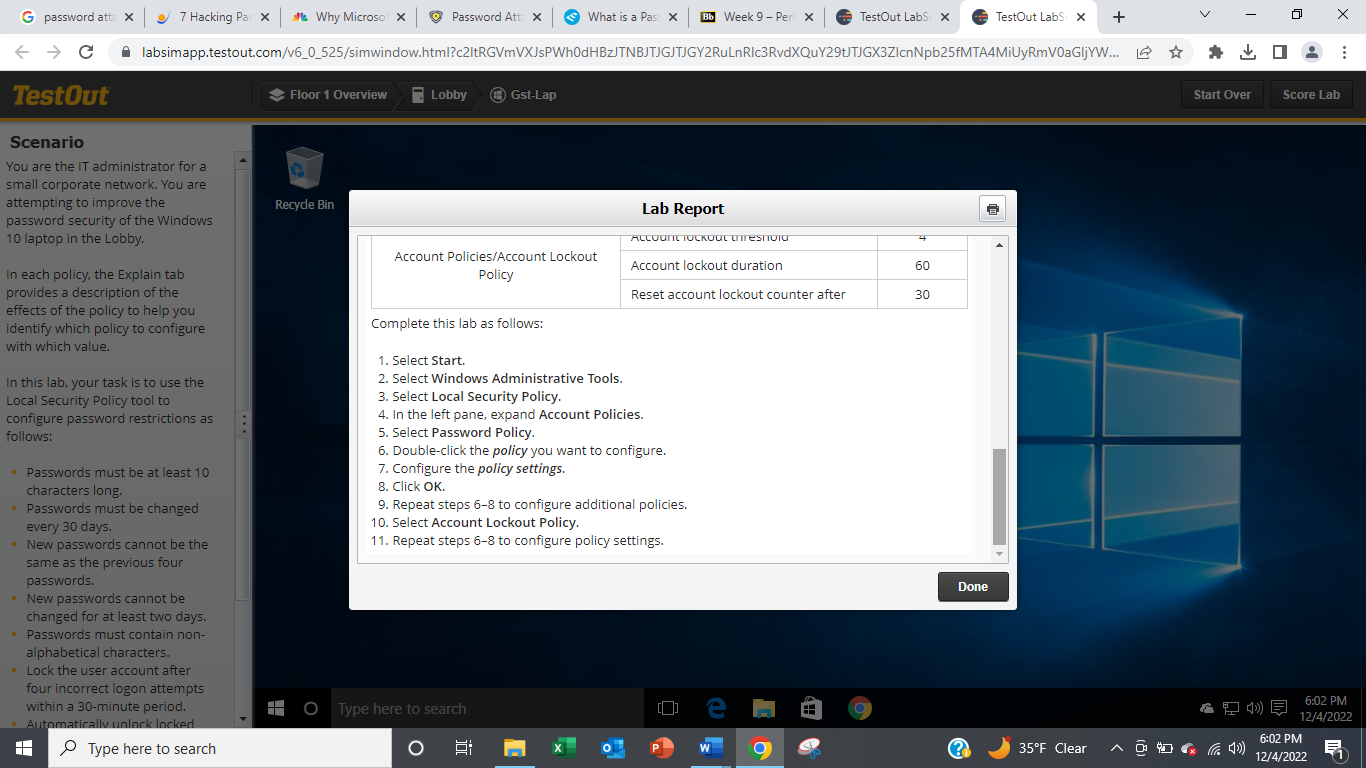 password atta
7 Hacking Pas
Why Microsof
Password Atta
What is a Pass
Week 9 – Per
TestOut LabSi
TestOut LabSi
labsimapp.testout.com/v6_0_525/simwindow.html?
TestOut
Floor 1 Overview
Lobby
Gst-Lap
Start Over
Score Lab
Scenario
You are the IT administrator for a
small corporate network. You are
attempting to improve the
password security of the Windows
10 laptop in the Lobby.
In each policy, the Explain tab
provides a description of the
effects of the policy to help you
identify which policy to configure
with which value.
In this lab, your task is to use the
Local Security Policy tool to
configure password restrictions as
follows:
Passwords must be at least 10
characters long.
Passwords must be changed
every 30 days.
New passwords cannot be the
same as the previous four
passwords.
New passwords cannot be
changed for at least two days.
Passwords must contain non-
alphabetical characters.
Lock the user account after
four incorrect logon attempts
within a 30-minute period.
Automatically unlock locked
Recycle Bin
Lab Report
Account lockout threshold 4
Account Policies/Account Lockout
Policy
Account lockout duration 60
Reset account lockout counter after 30
Complete this lab as follows:
1. Select Start.
2. Select Windows Administrative Tools.
3. Select Local Security Policy.
4. In the left pane, expand Account Policies.
5. Select Password Policy.
6. Double-click the policy you want to configure.
7. Configure the policy settings.
8. Click OK.
9. Repeat steps 6–8 to configure additional policies.
10. Select Account Lockout Policy.
11. Repeat steps 6–8 to configure policy settings.
Done
Type here to search
6:02 PM
12/4/2022
Type here to search
35°F Clear
6:02 PM
12/4/2022
1